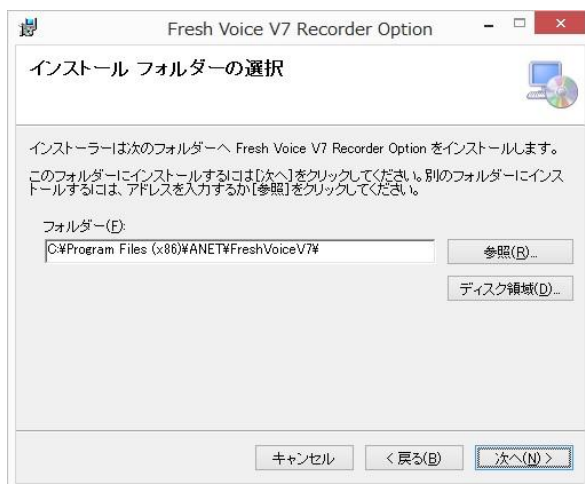 Fresh Voice V7 Recorder Option
インストール フォルダーの選択
インストーラーは次のフォルダーへ Fresh Voice V7 Recorder Option をインストールします。
このフォルダーにインストールするには[次へ]をクリックしてください。別のフォルダーにインス
トールするには、アドレスを入力するか[参照]をクリックしてください。
フォルダー(F):
C:¥Program Files (x86)¥ANET¥FreshVoiceV7¥
参照(R)...
ディスク領域(D)...
キャンセル
< 戻る(B)
次へ(N) >